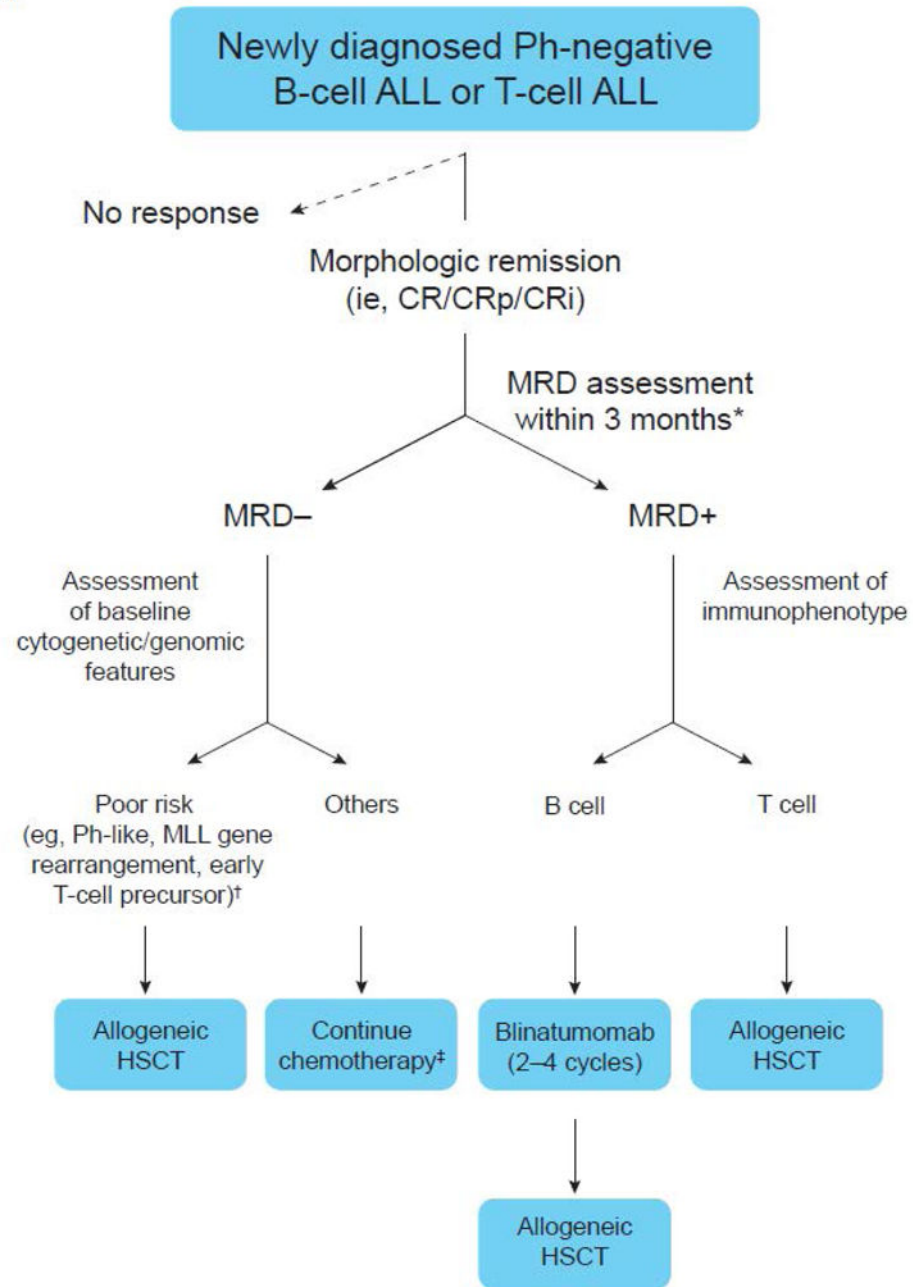 Newly diagnosed Ph-negative
B-cell ALL or T-cell ALL
No response
Morphologic remission
(ie, CR/CRp/CRi)
MRD assessment
within 3 months*
MRD–
MRD+
Assessment
of baseline
cytogenetic/genomic
features
Assessment of
immunophenotype
Poor risk
(eg, Ph-like, MLL gene
rearrangement, early
T-cell precursor)†
Others
B cell
T cell
Allogeneic
HSCT
Continue
chemotherapy‡
Blinatumomab
(2–4 cycles)
Allogeneic
HSCT
Allogeneic
HSCT